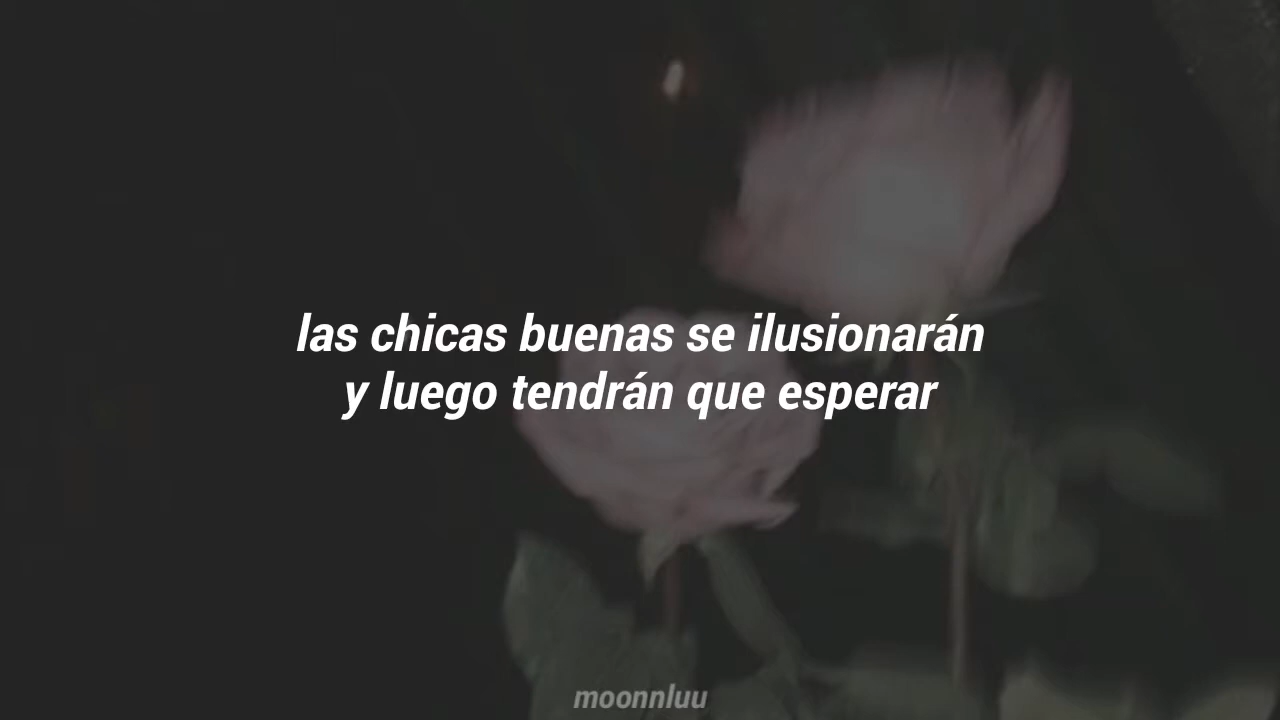 las chicas buenas se ilusionarán
y luego tendrán que esperar
moonnluu